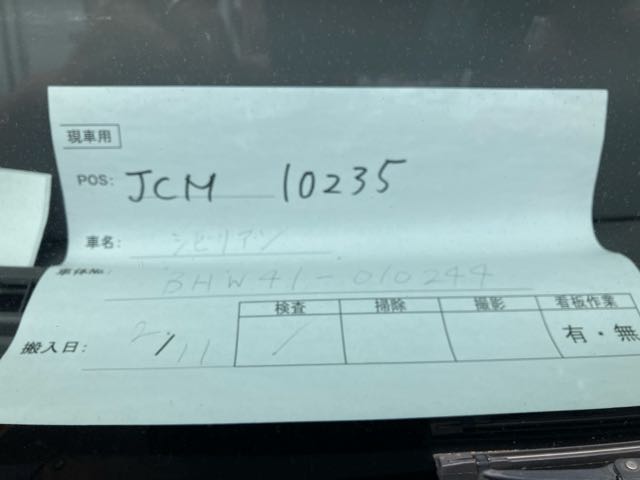 現車用
POS: JCM 10235
車名: シビリアン
車体No. BHW41-010244
検査 掃除 撮影 看板作業
搬入日: 2/11 / 有・無